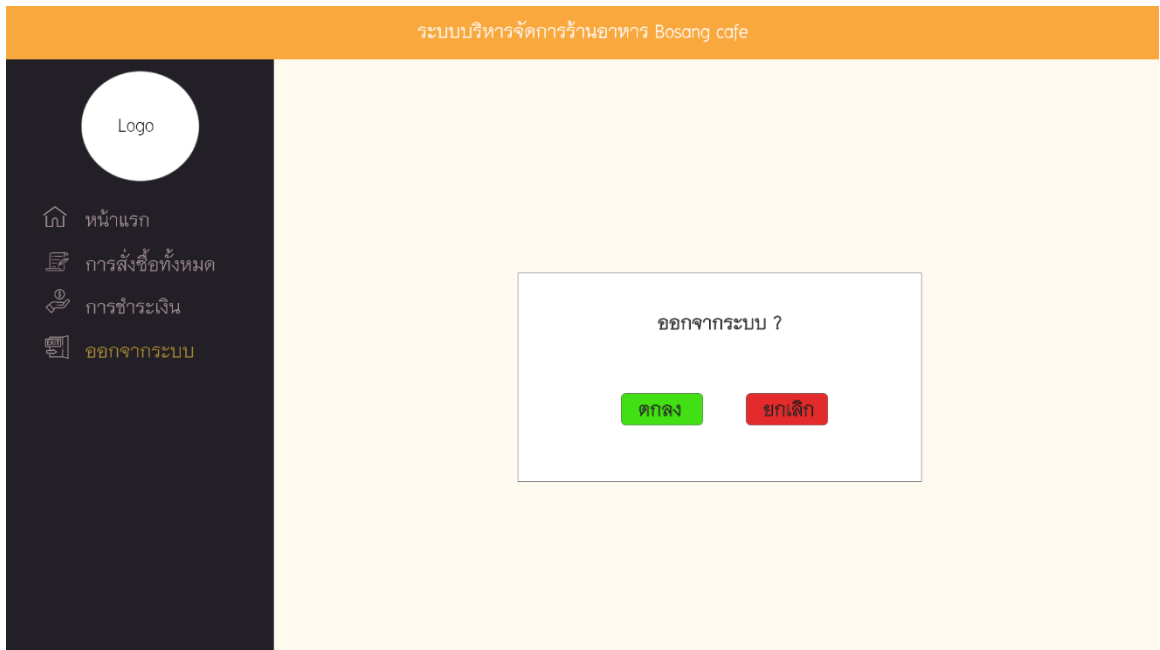 ระบบบริหารจัดการร้านอาหาร Bosang cafe
Logo
หน้าแรก
การสั่งซื้อทั้งหมด
การชำระเงิน
ออกจากระบบ
ออกจากระบบ ?
ตกลง
ยกเลิก